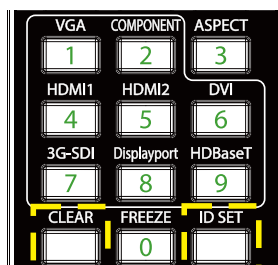 VGA COMPONENT ASPECT
1 2 3
HDMI1 HDMI2 DVI
4 5 6
3G-SDI Displayport HDBaseT
7 8 9
CLEAR FREEZE ID SET
0